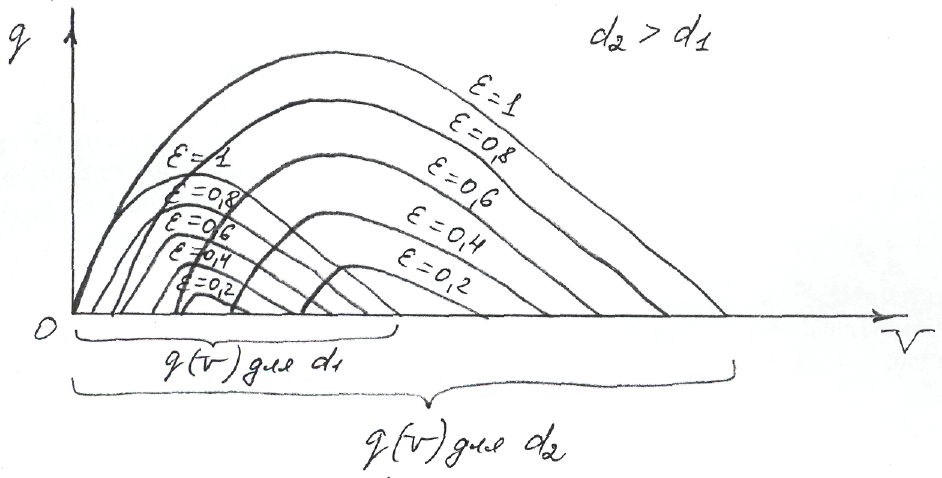 q
d₂ > d₁
ε=1
ε=0,8
ε=0,6
ε=0,4
ε=0,2
ε=1
ε=0,8
ε=0,6
ε=0,4
ε=0,2
0
V
q(v) для d₁
q(v) для d₂